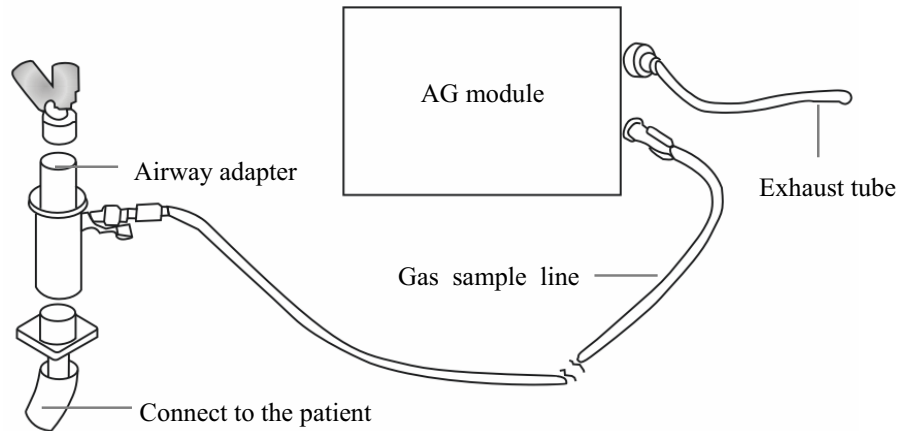 AG module
Airway adapter
Exhaust tube
Gas sample line
Connect to the patient